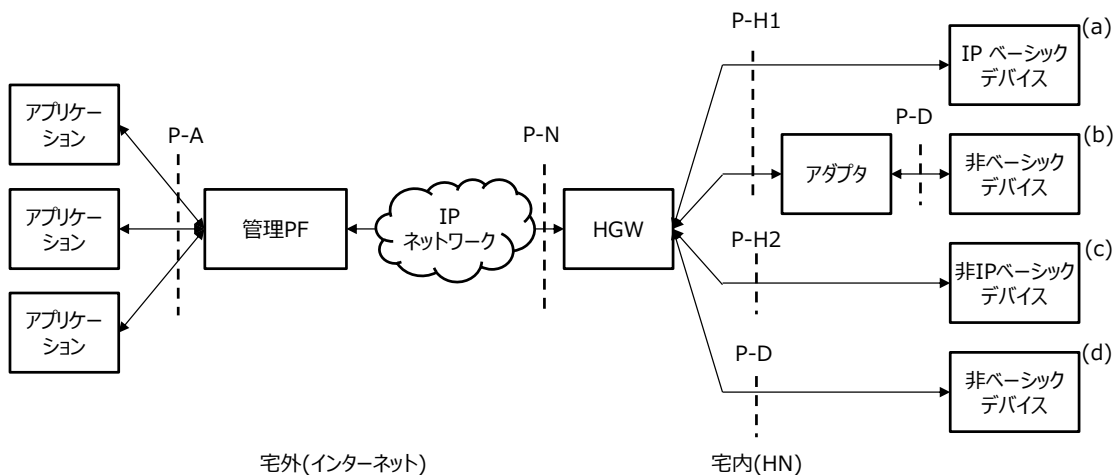 アプリケー
ション
アプリケー
ション
アプリケー
ション
P-A
管理PF
IP
ネットワーク
P-N
HGW
P-H1
アダプタ
P-D
P-H2
P-D
(a)
IP ベーシック
デバイス
(b)
非ベーシック
デバイス
(c)
非IPベーシック
デバイス
(d)
非ベーシック
デバイス
宅外(インターネット)
宅内(HN)